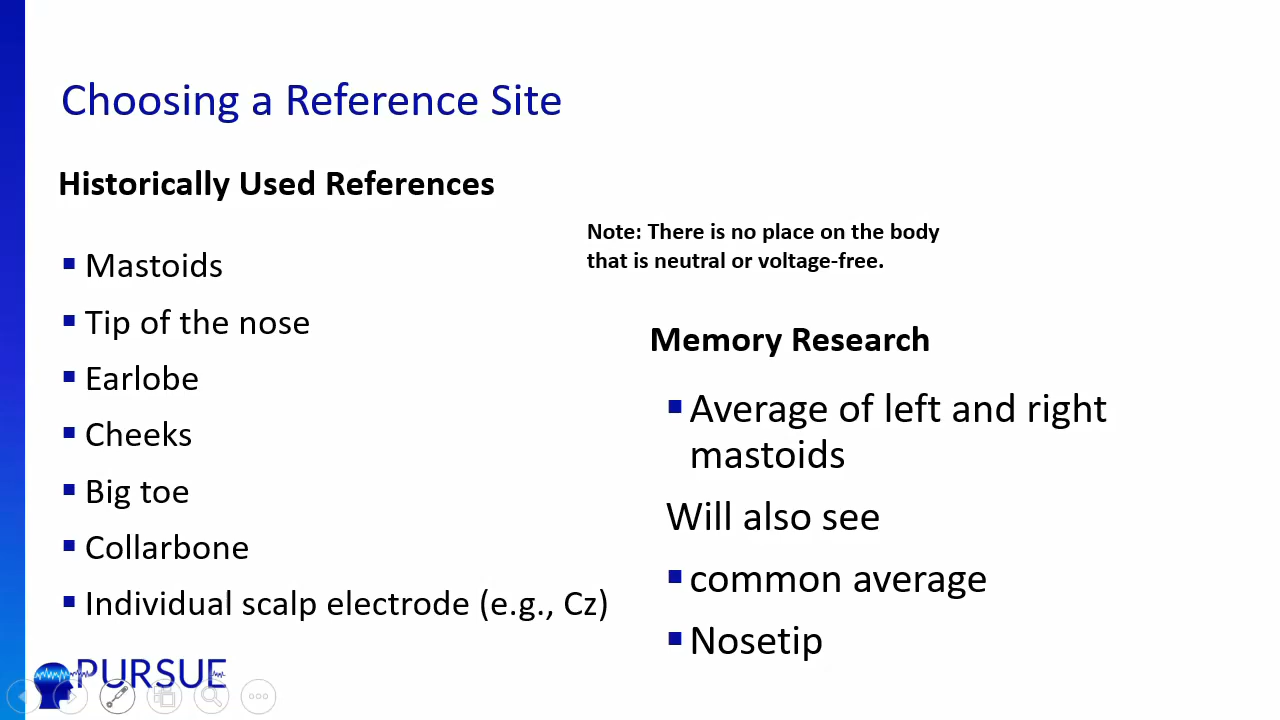 Choosing a Reference Site
Historically Used References
▪ Mastoids
▪ Tip of the nose
▪ Earlobe
▪ Cheeks
▪ Big toe
▪ Collarbone
▪ Individual scalp electrode (e.g., Cz)
Note: There is no place on the body
that is neutral or voltage-free.
Memory Research
▪ Average of left and right
mastoids
Will also see
▪ common average
▪ Nosetip
PURSUE